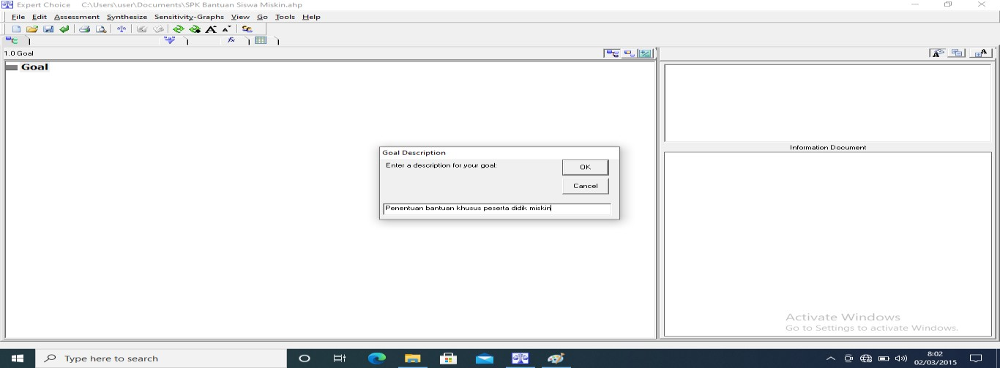 Expert Choice C:\Users\user\Documents\SPK Bantuan Siswa Miskin.ahp
File Edit Assessment Synthesize Sensitivity-Graphs View Go Tools Help
1.0 Goal
Goal
Goal Description
Enter a description for your goal:
OK
Cancel
Penentuan bantuan khusus peserta didik miskin
Information Document
Activate Windows
Go to Settings to activate Windows.
Type here to search
8:02
02/03/2015